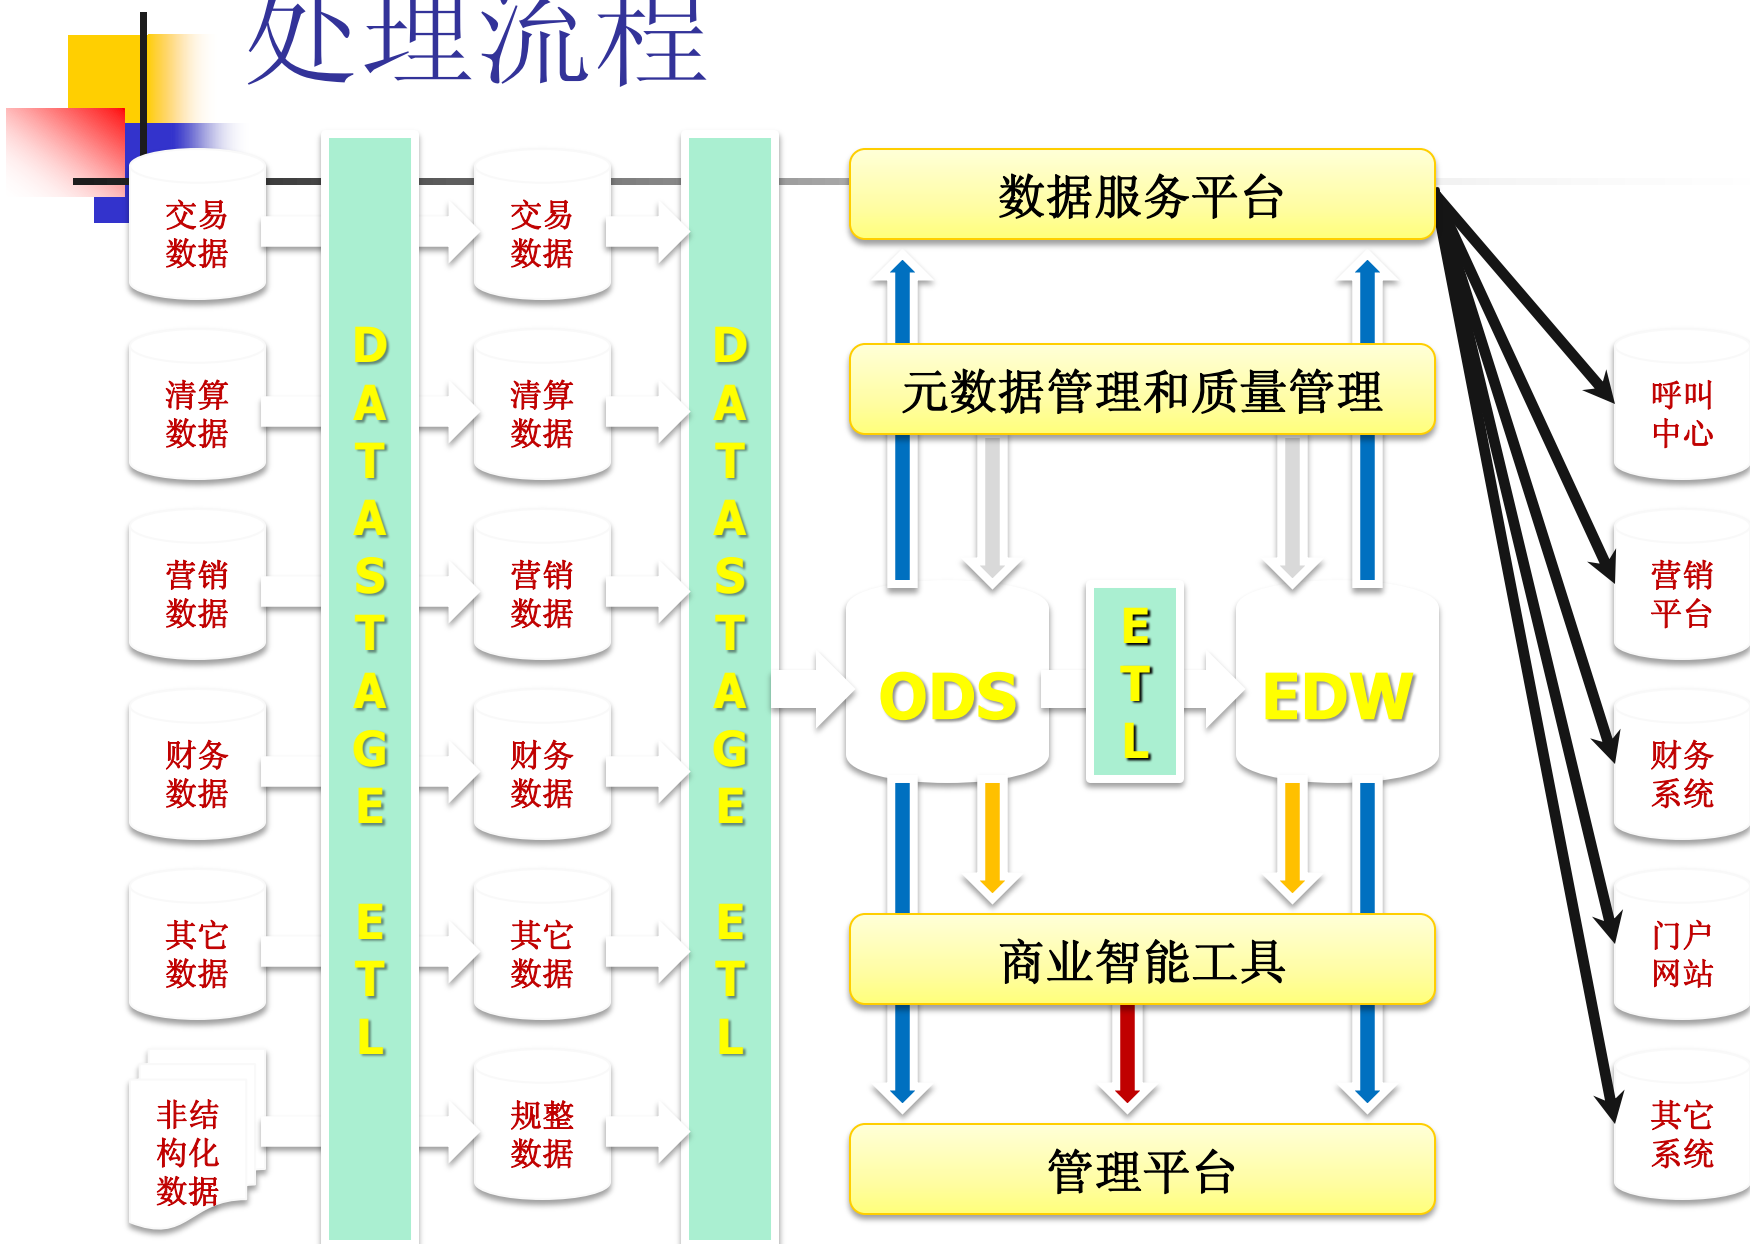 处理流程
交易
数据
清算
数据
营销
数据
财务
数据
其它
数据
非结
构化
数据
D
A
T
A
S
T
A
G
E
E
T
L
交易
数据
清算
数据
营销
数据
财务
数据
其它
数据
规整
数据
D
A
T
A
S
T
A
G
E
E
T
L
数据服务平台
元数据管理和质量管理
ODS
E
T
L
EDW
商业智能工具
管理平台
呼叫
中心
营销
平台
财务
系统
门户
网站
其它
系统